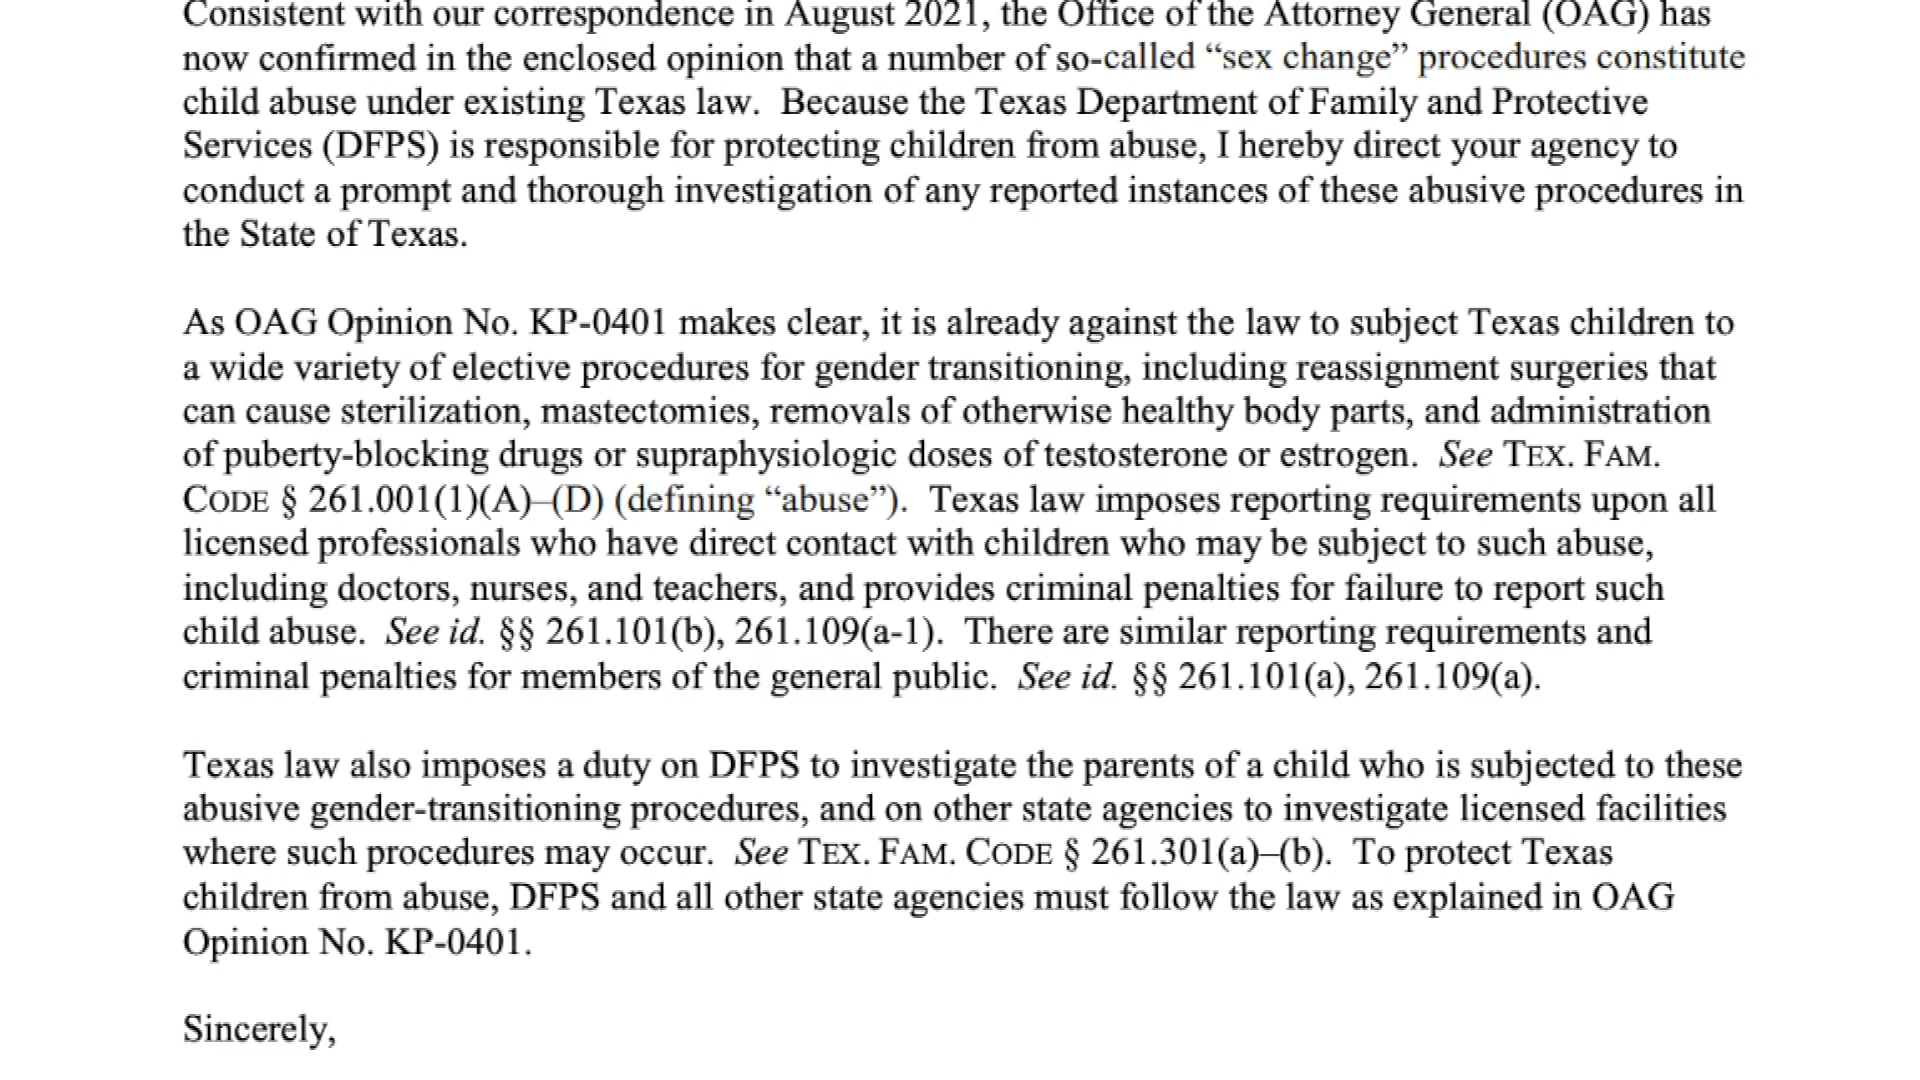 Consistent with our correspondence in August 2021, the Office of the Attorney General (OAG) has
now confirmed in the enclosed opinion that a number of so-called “sex change” procedures constitute
child abuse under existing Texas law.  Because the Texas Department of Family and Protective
Services (DFPS) is responsible for protecting children from abuse, I hereby direct your agency to
conduct a prompt and thorough investigation of any reported instances of these abusive procedures in
the State of Texas.
As OAG Opinion No. KP-0401 makes clear, it is already against the law to subject Texas children to
a wide variety of elective procedures for gender transitioning, including reassignment surgeries that
can cause sterilization, mastectomies, removals of otherwise healthy body parts, and administration
of puberty-blocking drugs or supraphysiologic doses of testosterone or estrogen.  See TEX. FAM.
CODE § 261.001(1)(A)–(D) (defining “abuse”).  Texas law imposes reporting requirements upon all
licensed professionals who have direct contact with children who may be subject to such abuse,
including doctors, nurses, and teachers, and provides criminal penalties for failure to report such
child abuse.  See id. §§ 261.101(b), 261.109(a-1).  There are similar reporting requirements and
criminal penalties for members of the general public.  See id. §§ 261.101(a), 261.109(a).
Texas law also imposes a duty on DFPS to investigate the parents of a child who is subjected to these
abusive gender-transitioning procedures, and on other state agencies to investigate licensed facilities
where such procedures may occur.  See TEX. FAM. CODE § 261.301(a)–(b).  To protect Texas
children from abuse, DFPS and all other state agencies must follow the law as explained in OAG
Opinion No. KP-0401.
Sincerely,